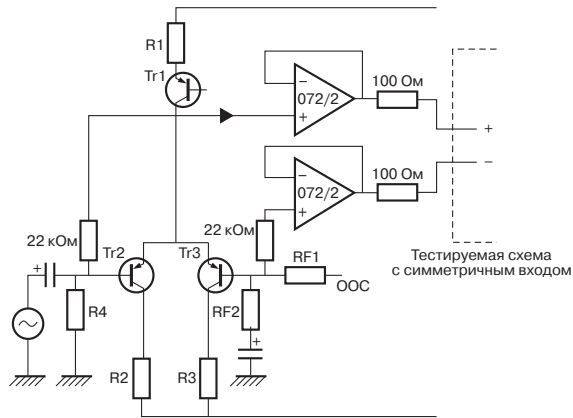 R1
Tr1
−
072/2
+
100 Ом
+
−
072/2
+
100 Ом
−
22 кОм
Tr2
Tr3
22 кОм
RF1
Тестируемая схема
с симметричным входом
+
R4
RF2
ООС
+
R2
R3